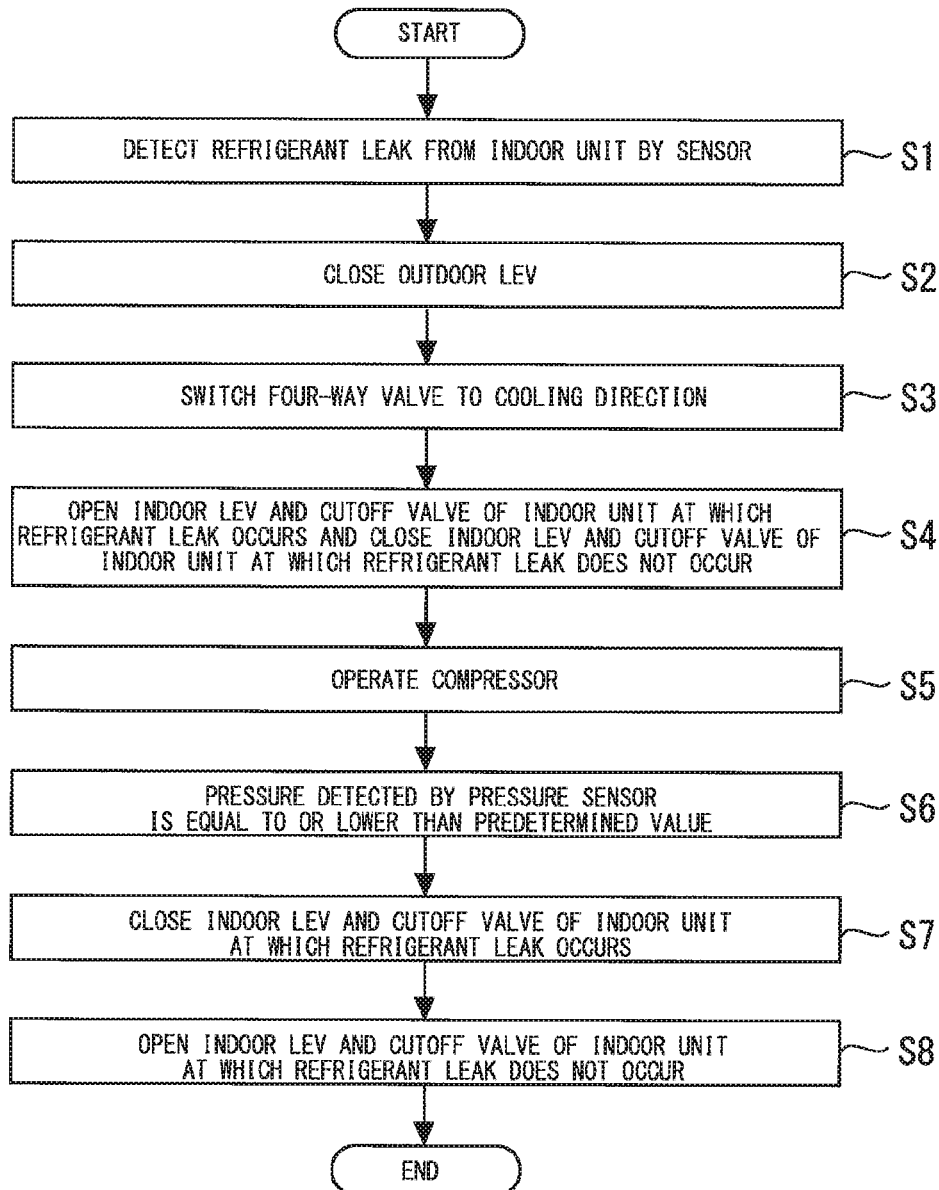 START
DETECT REFRIGERANT LEAK FROM INDOOR UNIT BY SENSOR
S1
CLOSE OUTDOOR LEV
S2
SWITCH FOUR-WAY VALVE TO COOLING DIRECTION
S3
OPEN INDOOR LEV AND CUTOFF VALVE OF INDOOR UNIT AT WHICH
REFRIGERANT LEAK OCCURS AND CLOSE INDOOR LEV AND CUTOFF VALVE OF
INDOOR UNIT AT WHICH REFRIGERANT LEAK DOES NOT OCCUR
S4
OPERATE COMPRESSOR
S5
PRESSURE DETECTED BY PRESSURE SENSOR
IS EQUAL TO OR LOWER THAN PREDETERMINED VALUE
S6
CLOSE INDOOR LEV AND CUTOFF VALVE OF INDOOR UNIT
AT WHICH REFRIGERANT LEAK OCCURS
S7
OPEN INDOOR LEV AND CUTOFF VALVE OF INDOOR UNIT
AT WHICH REFRIGERANT LEAK DOES NOT OCCUR
S8
END